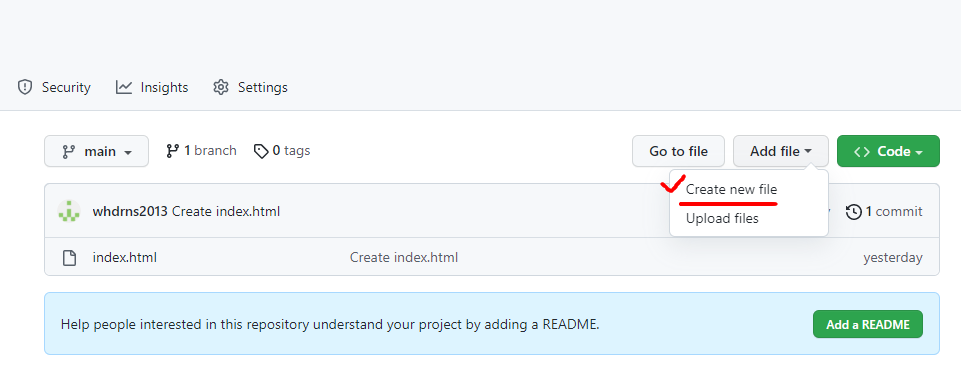 Security Insights Settings
main 1 branch 0 tags Go to file Add file Code
Create new file
whdrns2013 Create index.html 1 commit
Upload files
index.html Create index.html yesterday
Help people interested in this repository understand your project by adding a README. Add a README